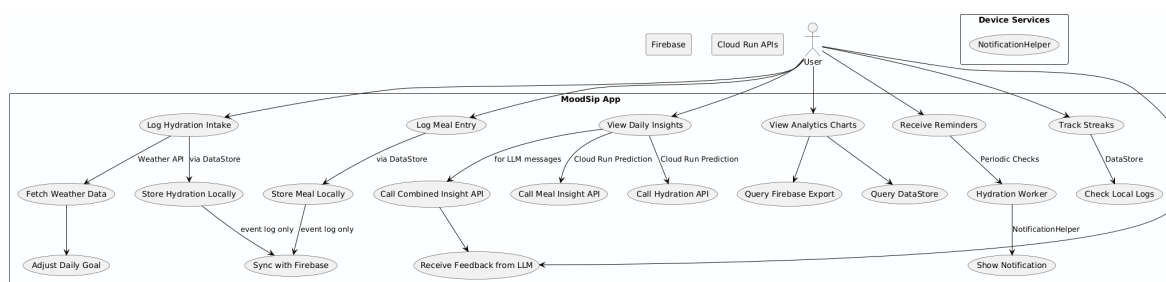 Device Services
Firebase
Cloud Run APIs
NotificationHelper
User
MoodSip App
Log Hydration Intake
Log Meal Entry
View Daily Insights
View Analytics Charts
Receive Reminders
Track Streaks
Weather API
via DataStore
via DataStore
for LLM messages
Cloud Run Prediction
Cloud Run Prediction
Periodic Checks
DataStore
Fetch Weather Data
Store Hydration Locally
Store Meal Locally
Call Combined Insight API
Call Meal Insight API
Call Hydration API
Query Firebase Export
Query DataStore
Hydration Worker
Check Local Logs
event log only
event log only
NotificationHelper
Adjust Daily Goal
Sync with Firebase
Receive Feedback from LLM
Show Notification